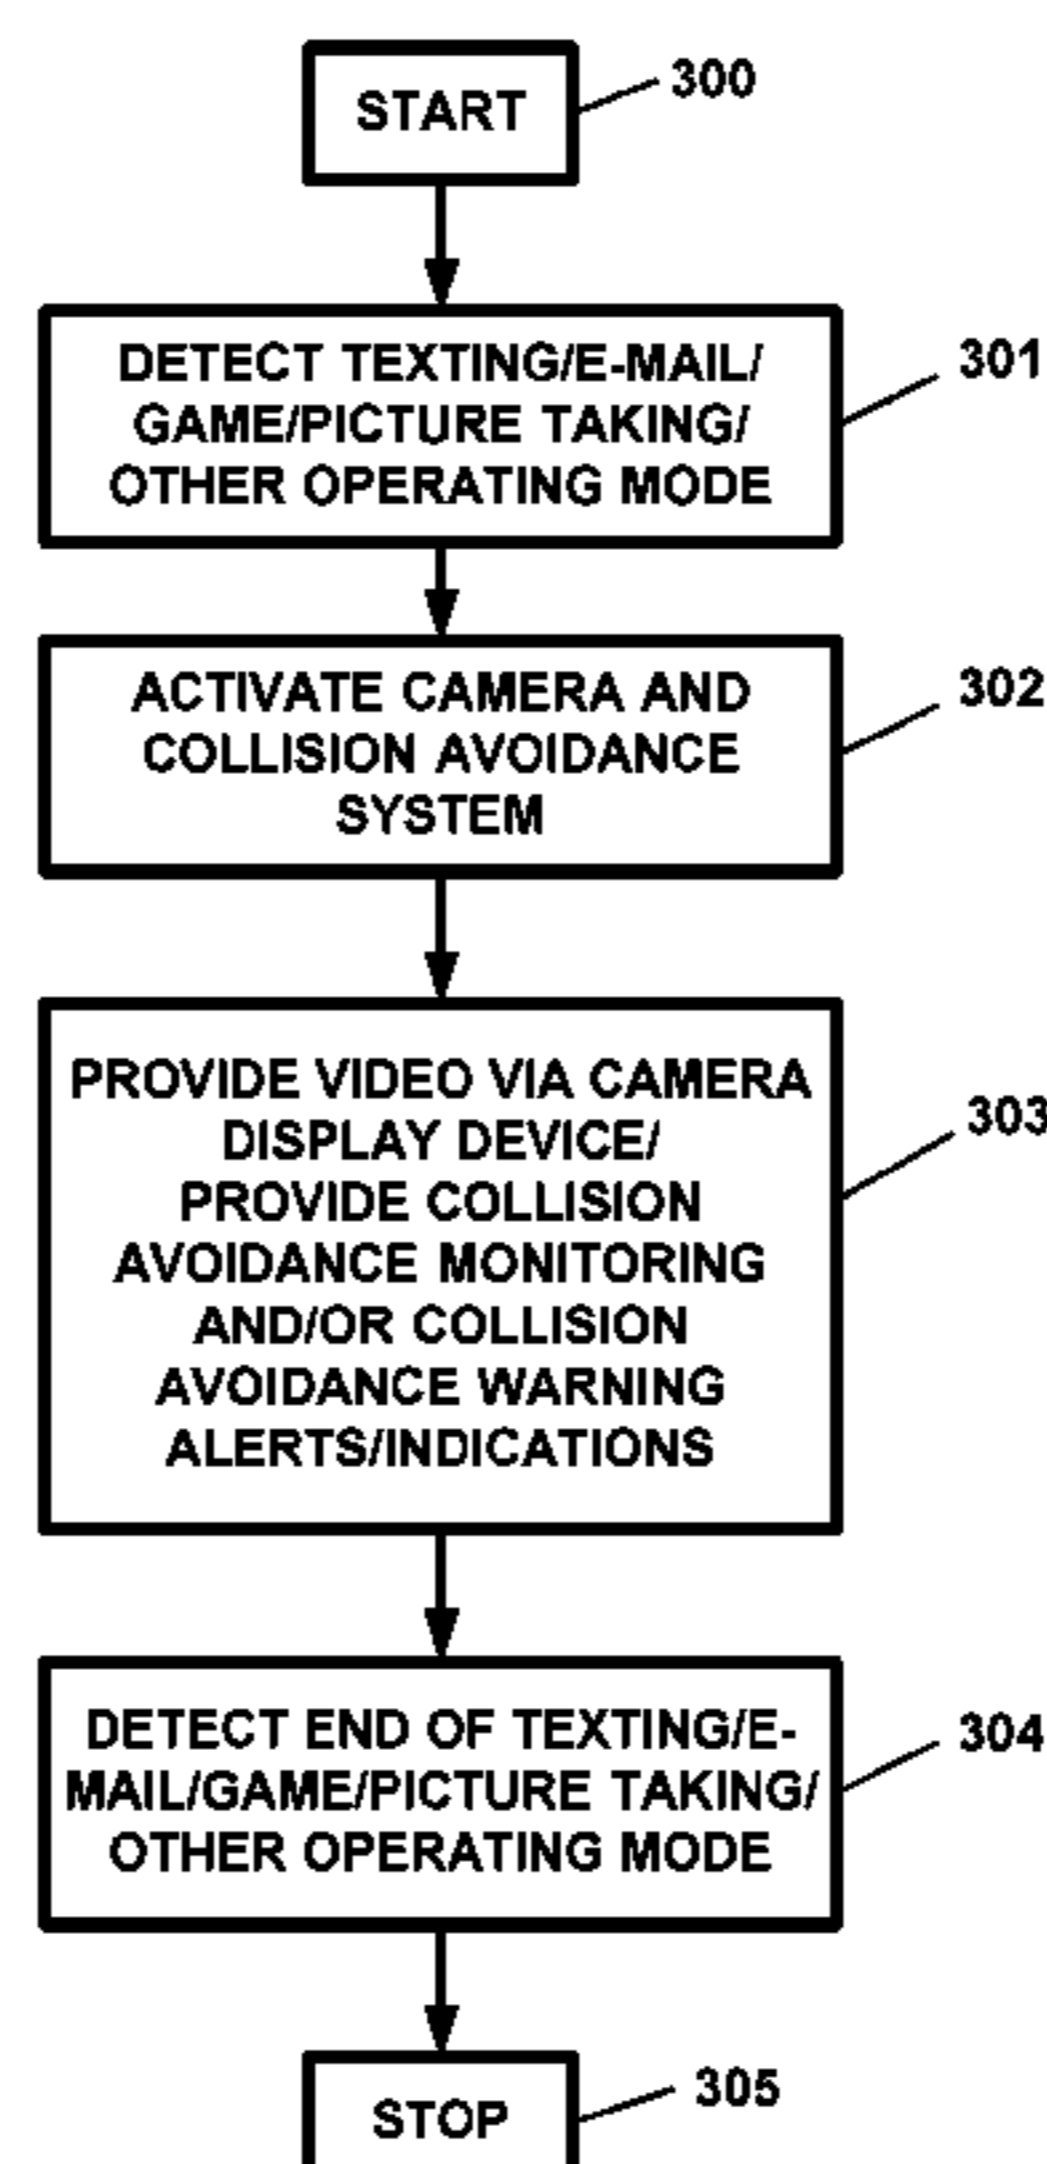 START
300
DETECT TEXTING/E-MAIL/
GAME/PICTURE TAKING/
OTHER OPERATING MODE
301
ACTIVATE CAMERA AND
COLLISION AVOIDANCE
SYSTEM
302
PROVIDE VIDEO VIA CAMERA
DISPLAY DEVICE/
PROVIDE COLLISION
AVOIDANCE MONITORING
AND/OR COLLISION
AVOIDANCE WARNING
ALERTS/INDICATIONS
303
DETECT END OF TEXTING/E-
MAIL/GAME/PICTURE TAKING/
OTHER OPERATING MODE
304
STOP
305